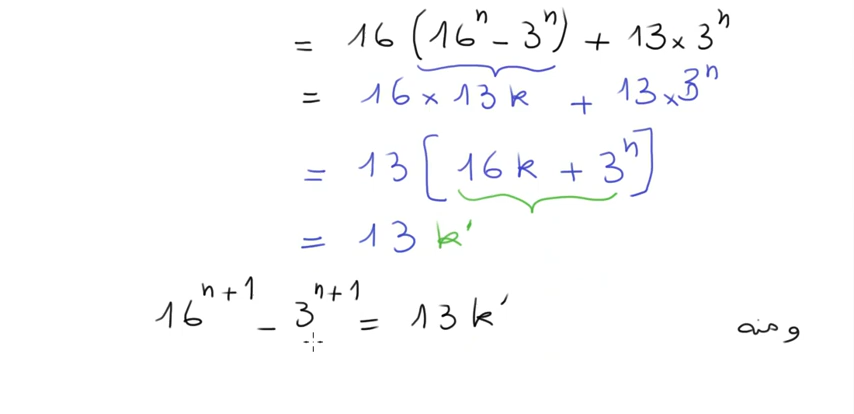 = 16 (16ⁿ - 3ⁿ) + 13 × 3ⁿ
= 16 × 13 k + 13 × 3ⁿ
= 13 [16 k + 3ⁿ]
= 13 k'
ومنه 16ⁿ⁺¹ - 3ⁿ⁺¹ = 13 k'